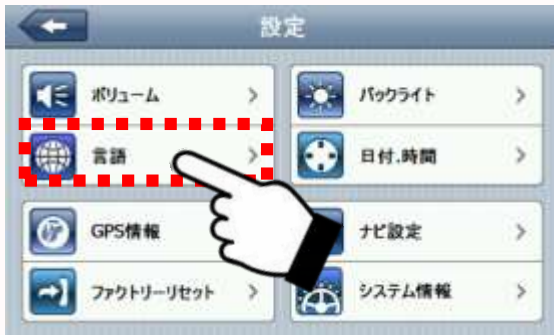 設定
ボリューム
バックライト
言語
日付.時間
GPS情報
ナビ設定
ファクトリーリセット
システム情報